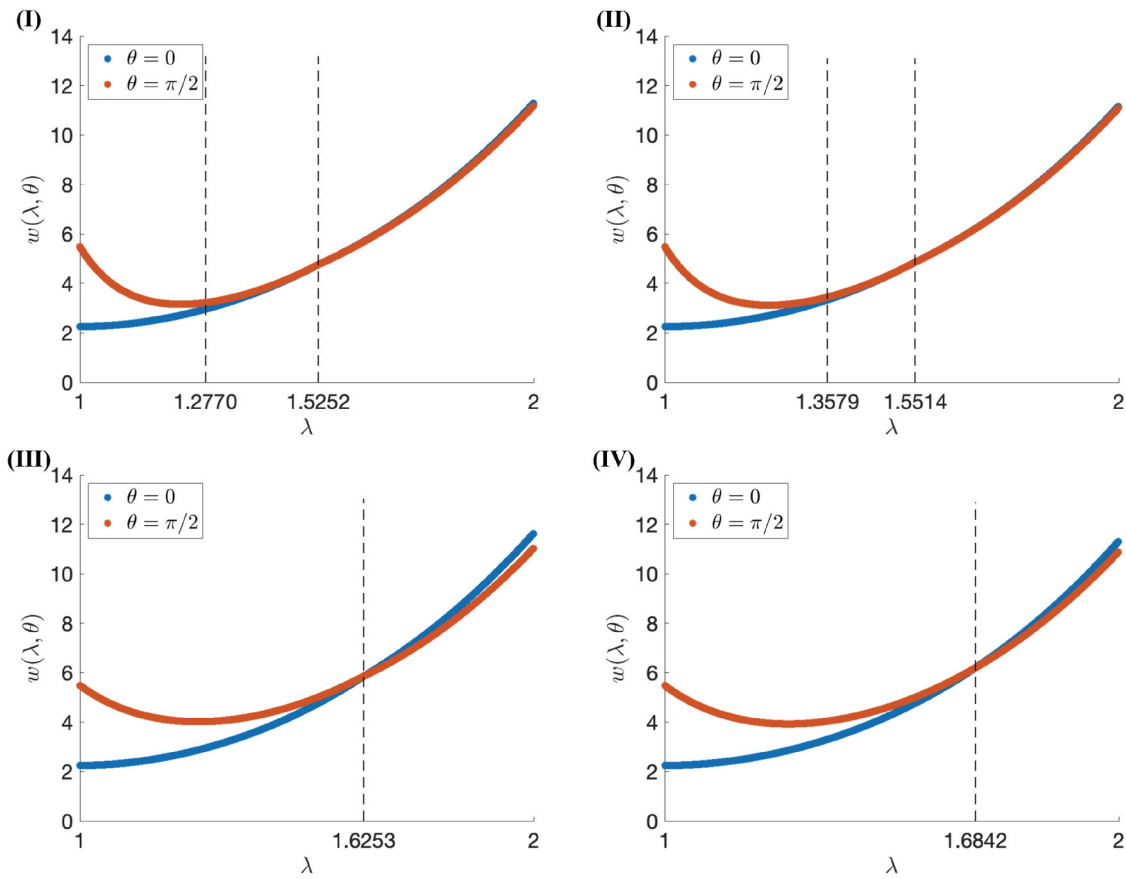 (I)
14
12
10
8
6
4
2
0
w(λ, θ)
θ = 0
θ = π/2
1 1.2770 1.5252 2
λ
(II)
14
12
10
8
6
4
2
0
w(λ, θ)
θ = 0
θ = π/2
1 1.3579 1.5514 2
λ
(III)
14
12
10
8
6
4
2
0
w(λ, θ)
θ = 0
θ = π/2
1 1.6253 2
λ
(IV)
14
12
10
8
6
4
2
0
w(λ, θ)
θ = 0
θ = π/2
1 1.6842 2
λ